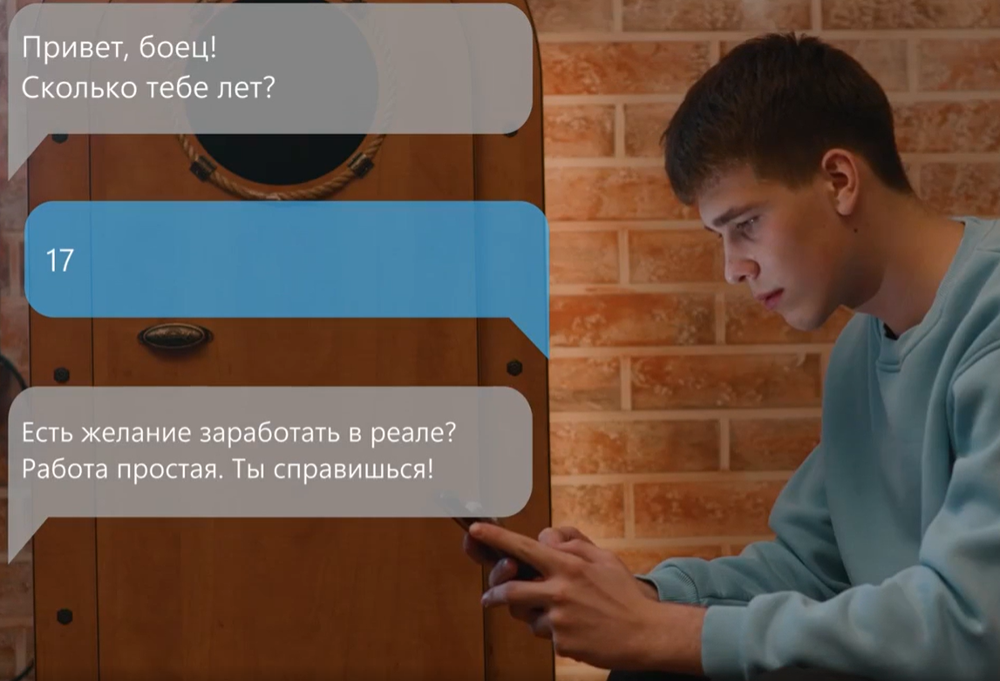 Привет, боец!
Сколько тебе лет?
17
Есть желание заработать в реале?
Работа простая. Ты справишься!